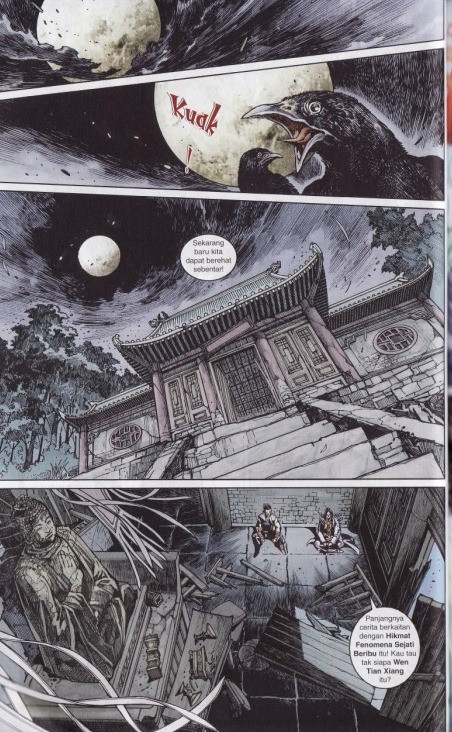 Kuak
!
Sekarang
baru kita
dapat berehat
sebentar!
Panjangnya
cerita berkaitan
dengan Hikmat
Fenomena Sejati
Beribu itu! Kau tau
tak siapa Wen
Tian Xiang
itu?